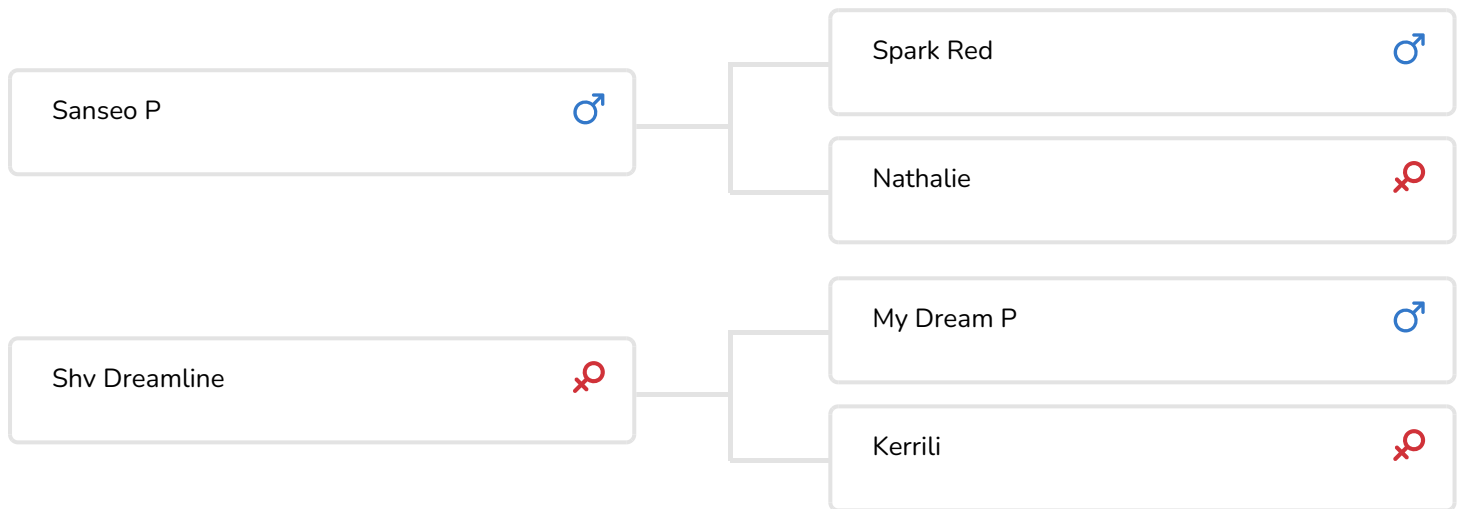 Spark Red
Sanseo P
Nathalie
My Dream P
Shv Dreamline
Kerrili